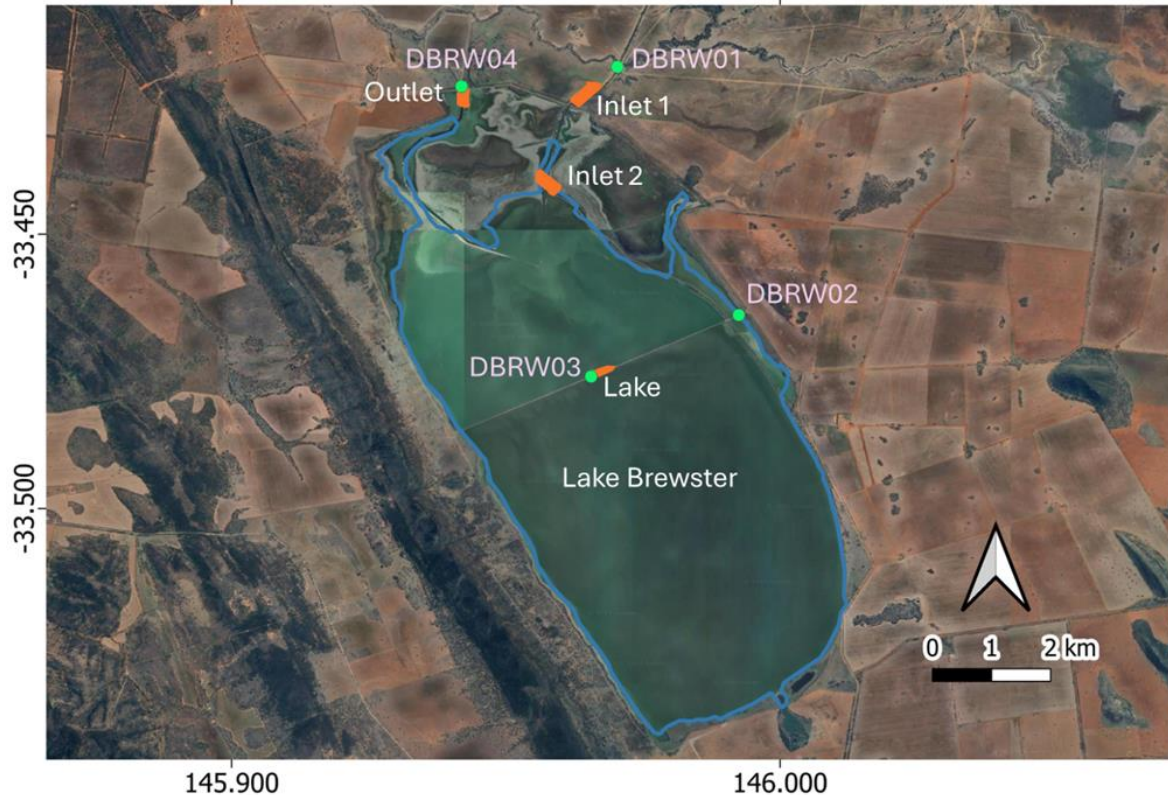 DBRW04
DBRW01
Outlet
Inlet 1
Inlet 2
-33.450
DBRW02
DBRW03
Lake
Lake Brewster
-33.500
0 1 2 km
145.900
146.000